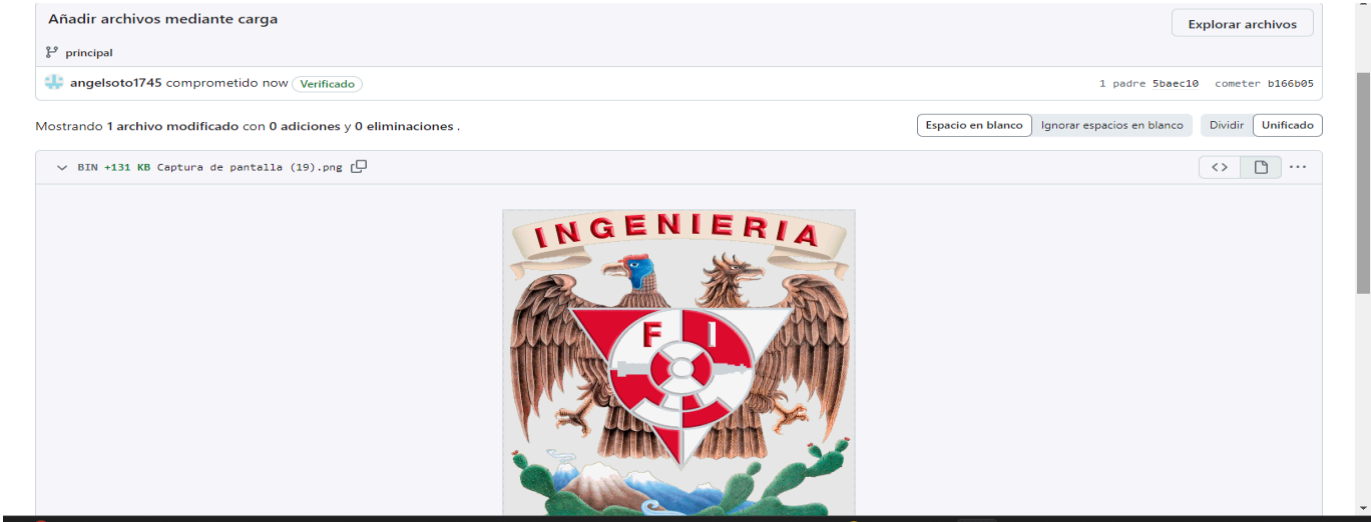 Añadir archivos mediante carga
Explorar archivos
principal
angelsoto1745 comprometido now Verificado
1 padre 5baec10 cometer b166b05
Mostrando 1 archivo modificado con 0 adiciones y 0 eliminaciones .
Espacio en blanco Ignorar espacios en blanco Dividir Unificado
BIN +131 KB Captura de pantalla (19).png
INGENIERIA
F I